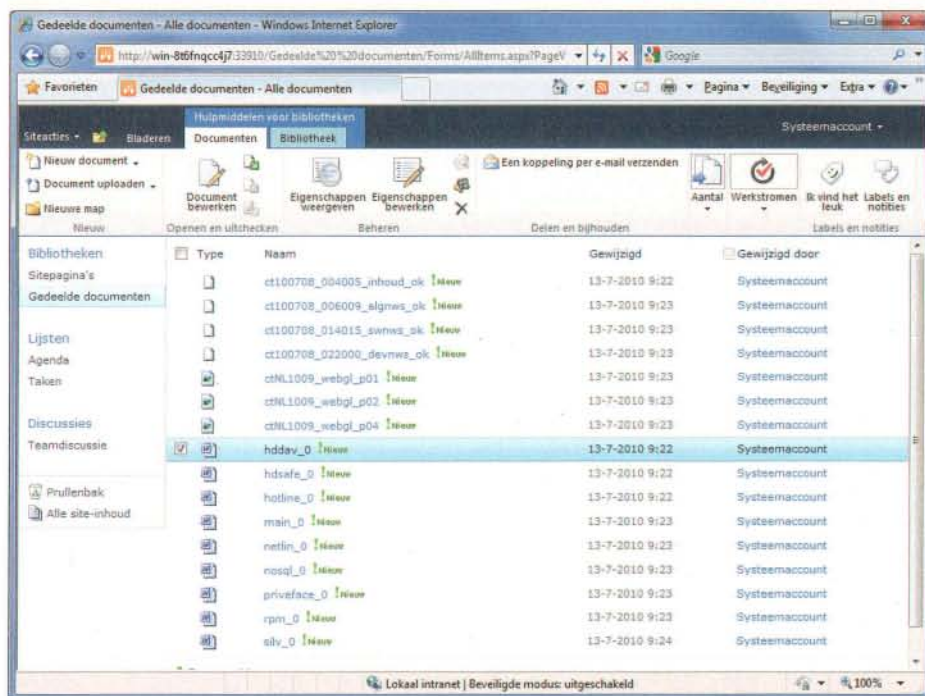 Gedeelde documenten - Alle documenten - Windows Internet Explorer
http://win-8t6fnqcc4j7:33910/Gedeelde%20%20documenten/Forms/AllItems.aspx?PageV
Google
Favorieten
Gedeelde documenten - Alle documenten
Pagina
Beveiliging
Extra
Siteacties
Bladeren
Hulpmiddelen voor bibliotheken
Documenten
Bibliotheek
Systeemaccount
Nieuw document
Document uploaden
Nieuwe map
Nieuw
Document bewerken
Openen en uitchecken
Eigenschappen weergeven
Eigenschappen bewerken
Beheren
Een koppeling per e-mail verzenden
Delen en bijhouden
Aantal
Werkstromen
Ik vind het leuk
Labels en notities
Labels en notities
Bibliotheken
Sitepagina's
Gedeelde documenten
Lijsten
Agenda
Taken
Discussies
Teamdiscussie
Prullenbak
Alle site-inhoud
Type Naam Gewijzigd Gewijzigd door
ct100708_004005_inhoud_ok Nieuw 13-7-2010 9:22 Systeemaccount
ct100708_006009_algnws_ok Nieuw 13-7-2010 9:23 Systeemaccount
ct100708_014015_swnws_ok Nieuw 13-7-2010 9:23 Systeemaccount
ct100708_022000_devnws_ok Nieuw 13-7-2010 9:23 Systeemaccount
ctNL1009_webgl_p01 Nieuw 13-7-2010 9:23 Systeemaccount
ctNL1009_webgl_p02 Nieuw 13-7-2010 9:23 Systeemaccount
ctNL1009_webgl_p04 Nieuw 13-7-2010 9:23 Systeemaccount
hddav_0 Nieuw 13-7-2010 9:22 Systeemaccount
hdsafe_0 Nieuw 13-7-2010 9:22 Systeemaccount
hotline_0 Nieuw 13-7-2010 9:22 Systeemaccount
main_0 Nieuw 13-7-2010 9:23 Systeemaccount
netlin_0 Nieuw 13-7-2010 9:23 Systeemaccount
nosql_0 Nieuw 13-7-2010 9:23 Systeemaccount
priveface_0 Nieuw 13-7-2010 9:23 Systeemaccount
rpm_0 Nieuw 13-7-2010 9:23 Systeemaccount
silv_0 Nieuw 13-7-2010 9:24 Systeemaccount
Lokaal intranet | Beveiligde modus: uitgeschakeld
100%